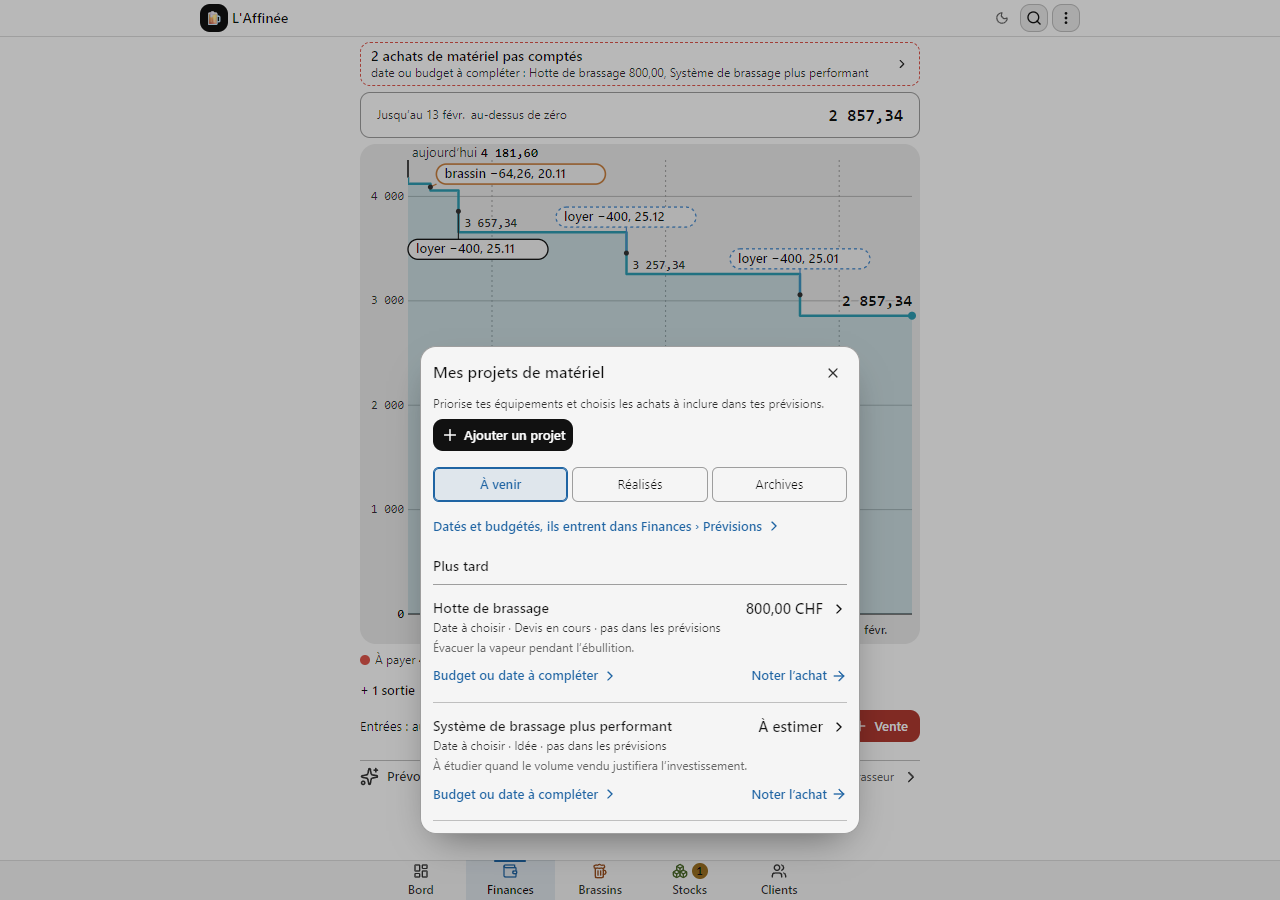 L'Affinée
2 achats de matériel pas comptés
date ou budget à compléter : Hotte de brassage 800,00, Système de brassage plus performant
Jusqu'au 13 févr. au-dessus de zéro
2 857,34
aujourd'hui 4 181,60
brassin −64,26, 20.11
4 000
3 657,34
loyer −400, 25.12
loyer −400, 25.11
3 257,34
loyer −400, 25.01
3 000
2 857,34
2 000
1 000
0
févr.
Mes projets de matériel
Priorise tes équipements et choisis les achats à inclure dans tes prévisions.
Ajouter un projet
À venir
Réalisés
Archives
Datés et budgétés, ils entrent dans Finances › Prévisions
Plus tard
Hotte de brassage
800,00 CHF
Date à choisir · Devis en cours · pas dans les prévisions
Évacuer la vapeur pendant l'ébullition.
Budget ou date à compléter
Noter l'achat
Système de brassage plus performant
À estimer
Date à choisir · Idée · pas dans les prévisions
À étudier quand le volume vendu justifiera l'investissement.
Budget ou date à compléter
Noter l'achat
À payer
+ 1 sortie
Entrées :
Vente
Bord
Finances
Brassins
Stocks
1
Clients